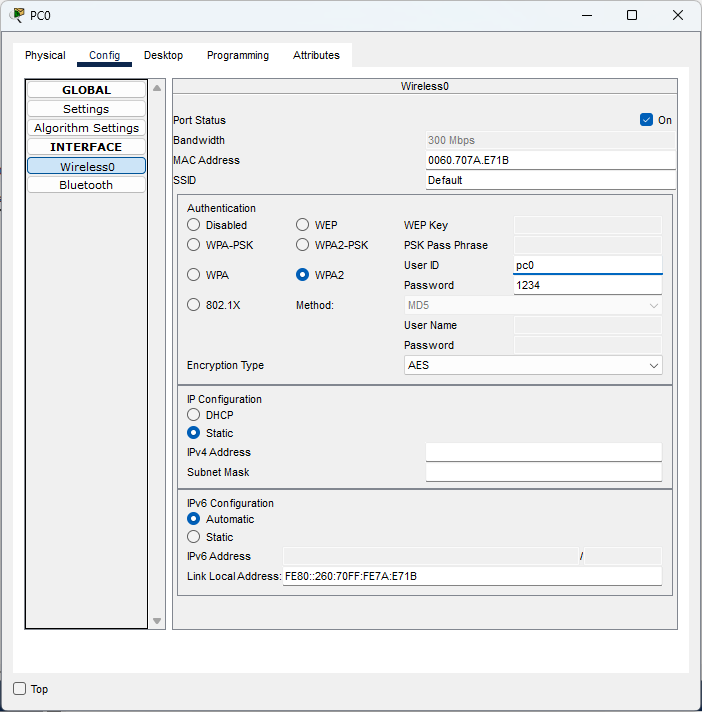 PC0
Physical Config Desktop Programming Attributes
GLOBAL
Settings
Algorithm Settings
INTERFACE
Wireless0
Bluetooth
Wireless0
Port Status On
Bandwidth 300 Mbps
MAC Address 0060.707A.E71B
SSID Default
Authentication
Disabled WEP WEP Key
WPA-PSK WPA2-PSK PSK Pass Phrase
User ID pc0
WPA WPA2
Password 1234
802.1X Method: MD5
User Name
Password
Encryption Type AES
IP Configuration
DHCP
Static
IPv4 Address
Subnet Mask
IPv6 Configuration
Automatic
Static
IPv6 Address /
Link Local Address: FE80::260:70FF:FE7A:E71B
Top